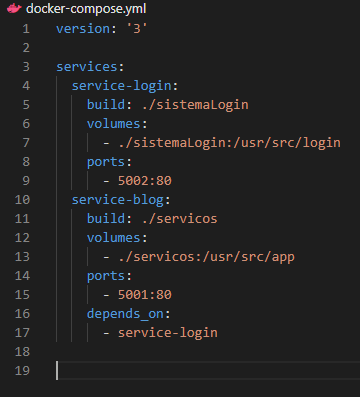 docker-compose.yml
1 version: '3'
2
3 services:
4   service-login:
5     build: ./sistemaLogin
6     volumes:
7       - ./sistemaLogin:/usr/src/login
8     ports:
9       - 5002:80
10   service-blog:
11     build: ./servicos
12     volumes:
13       - ./servicos:/usr/src/app
14     ports:
15       - 5001:80
16     depends_on:
17       - service-login
18
19